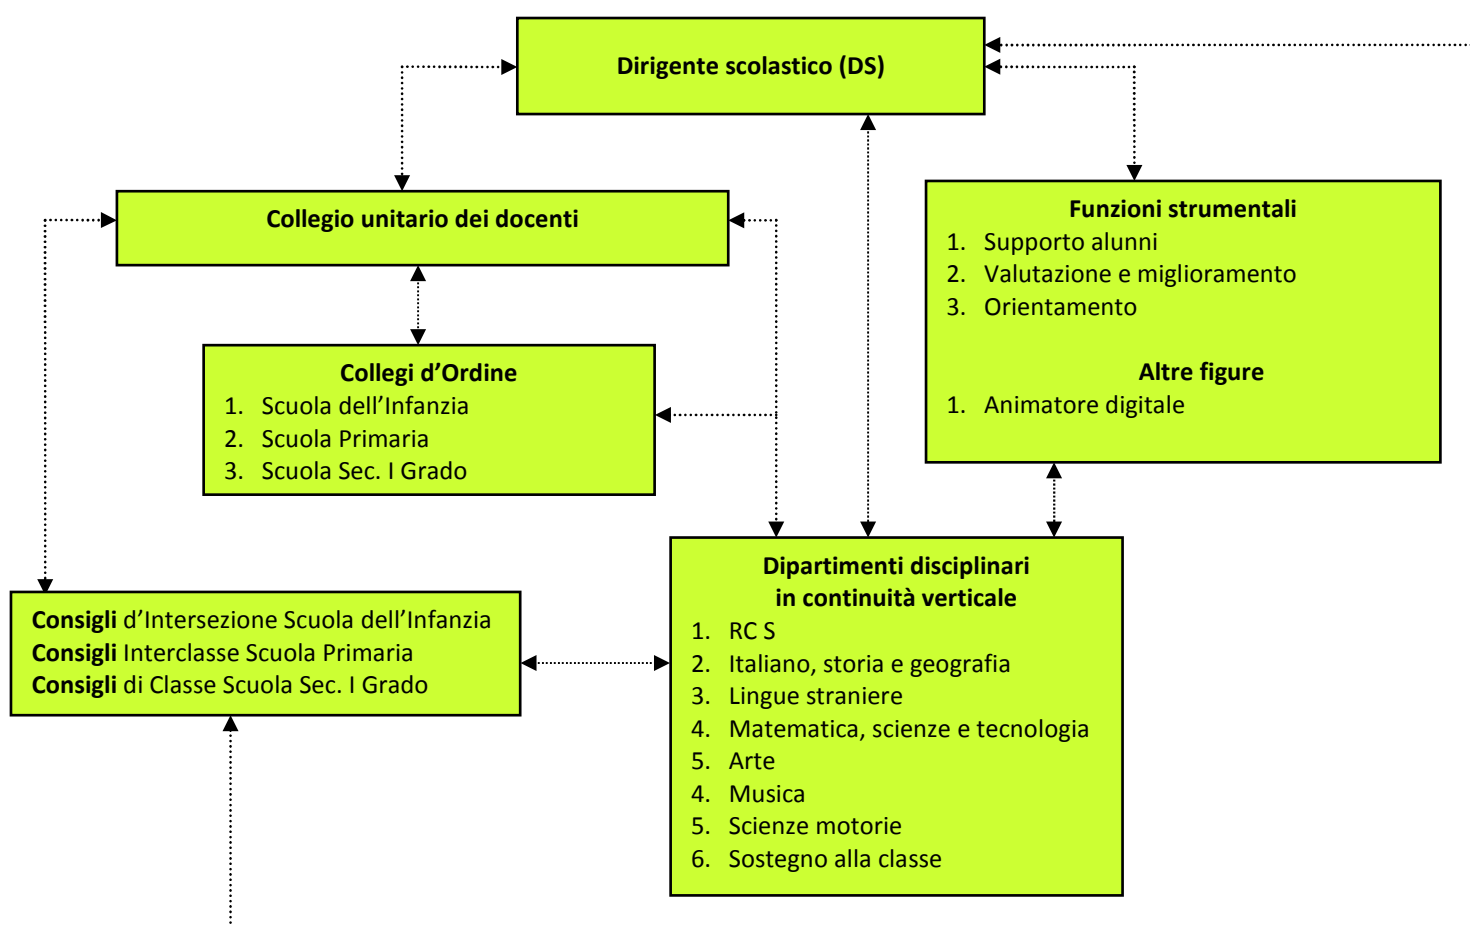 Dirigente scolastico (DS)
Collegio unitario dei docenti
Funzioni strumentali
1. Supporto alunni
2. Valutazione e miglioramento
3. Orientamento
Altre figure
1. Animatore digitale
Collegi d’Ordine
1. Scuola dell’Infanzia
2. Scuola Primaria
3. Scuola Sec. I Grado
Consigli d’Intersezione Scuola dell’Infanzia
Consigli Interclasse Scuola Primaria
Consigli di Classe Scuola Sec. I Grado
Dipartimenti disciplinari
in continuità verticale
1. RC S
2. Italiano, storia e geografia
3. Lingue straniere
4. Matematica, scienze e tecnologia
5. Arte
4. Musica
5. Scienze motorie
6. Sostegno alla classe